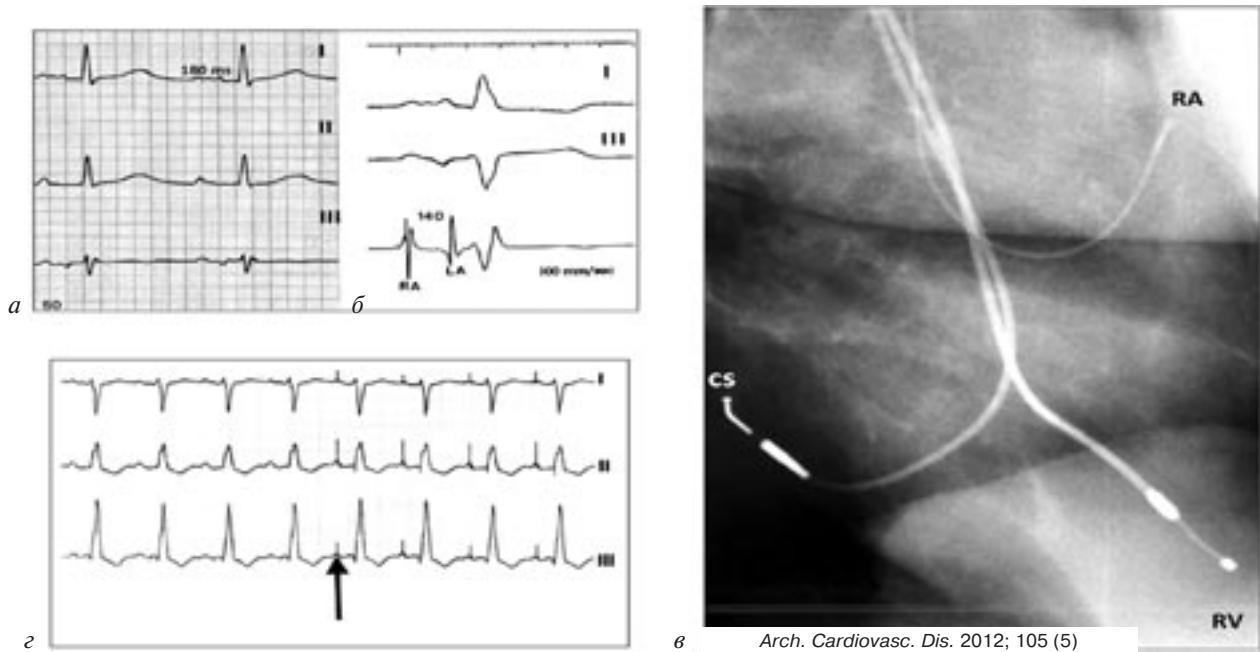 I
180 ms
II
III
50
а
I
III
140
RA
LA
100 mm/sec
б
I
II
III
г
RA
CS
RV
в
Arch. Cardiovasc. Dis. 2012; 105 (5)